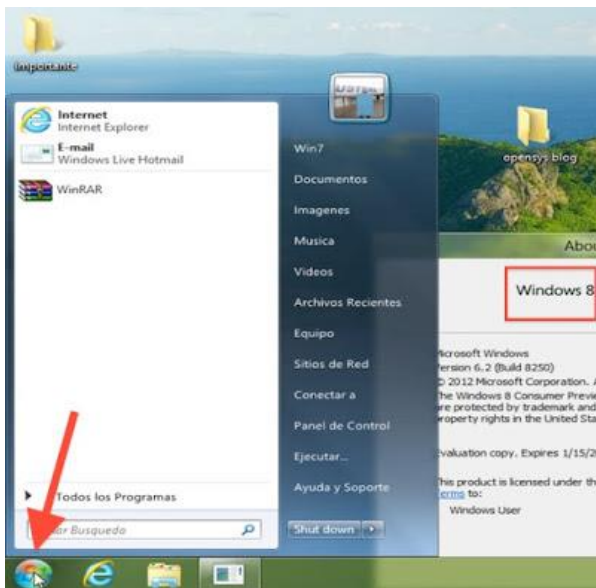 importante
Internet
Internet Explorer
E-mail
Windows Live Hotmail
WinRAR
Todos los Programas
Busqueda
Win7
Documentos
Imagenes
Musica
Videos
Archivos Recientes
Equipo
Sitios de Red
Conectar a
Panel de Control
Ejecutar...
Ayuda y Soporte
Shut down
opensys blog
Abou
Windows 8
Microsoft Windows
Version 6.2 (Build 8250)
© 2012 Microsoft Corporation. A
The Windows 8 Consumer Previe
are protected by trademark and
property rights in the United Sta
Evaluation copy. Expires 1/15/2
This product is licensed under th
terms to:
Windows User